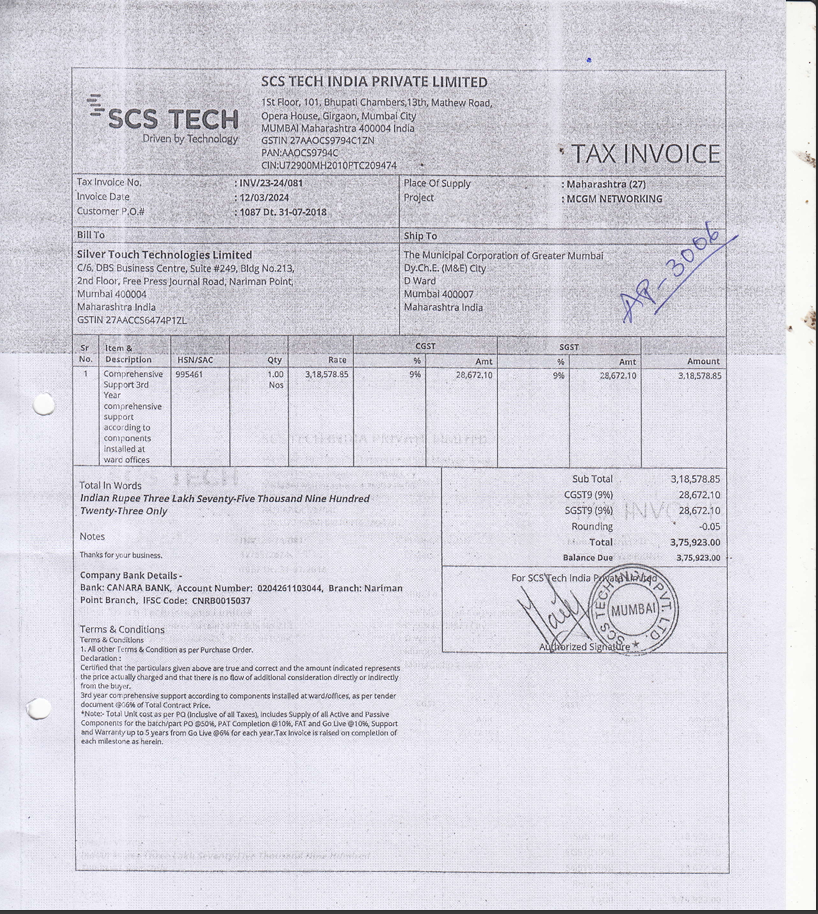 SCS TECH INDIA PRIVATE LIMITED
SCS TECH
Driven by Technology
1St Floor, 101, Bhupati Chambers,13th, Mathew Road,
Opera House, Girgaon, Mumbai City
MUMBAI Maharashtra 400004 India
GSTIN 27AAOCS9794C1ZN
PAN:AAOCS9794C
CIN:U72900MH2010PTC209474
TAX INVOICE
Tax Invoice No. : INV/23-24/081
Invoice Date : 12/03/2024
Customer P.O.# : 1087 Dt. 31-07-2018
Place Of Supply : Maharashtra (27)
Project : MCGM NETWORKING
Bill To
Silver Touch Technologies Limited
C/6, DBS Business Centre, Suite #249, Bldg No.213,
2nd Floor, Free Press Journal Road, Nariman Point,
Mumbai 400004
Maharashtra India
GSTIN 27AACCS6474P1ZL
Ship To
The Municipal Corporation of Greater Mumbai
Dy.Ch.E. (M&E) City
D Ward
Mumbai 400007
Maharashtra India
AP-3006
Sr No. Item & Description HSN/SAC Qty Rate CGST % Amt SGST % Amt Amount
1 Comprehensive 995461 1.00 3,18,578.85 9% 28,672.10 9% 28,672.10 3,18,578.85
Support 3rd Nos
Year
comprehensive
support
according to
components
installed at
ward offices
Total In Words
Indian Rupee Three Lakh Seventy-Five Thousand Nine Hundred
Twenty-Three Only
Notes
Thanks for your business.
Company Bank Details -
Bank: CANARA BANK, Account Number: 0204261103044, Branch: Nariman
Point Branch, IFSC Code: CNRB0015037
Sub Total 3,18,578.85
CGST9 (9%) 28,672.10
SGST9 (9%) 28,672.10
Rounding -0.05
Total 3,75,923.00
Balance Due 3,75,923.00
For SCS Tech India Private Limited
SCS TECH INDIA PVT. LTD.
MUMBAI
Authorized Signature
Terms & Conditions
Terms & Conditions
1. All other Terms & Condition as per Purchase Order.
Declaration :
Certified that the particulars given above are true and correct and the amount indicated represents
the price actually charged and that there is no flow of additional consideration directly or indirectly
from the buyer.
3rd year comprehensive support according to components installed at ward/offices, as per tender
document @06% of Total Contract Price.
*Note:- Total Unit cost as per PO (Inclusive of all Taxes), includes Supply of all Active and Passive
Components for the batch/part PO @50%, PAT Completion @10%, FAT and Go Live @10%, Support
and Warranty up to 5 years from Go Live @6% for each year.Tax Invoice is raised on completion of
each milestone as herein.